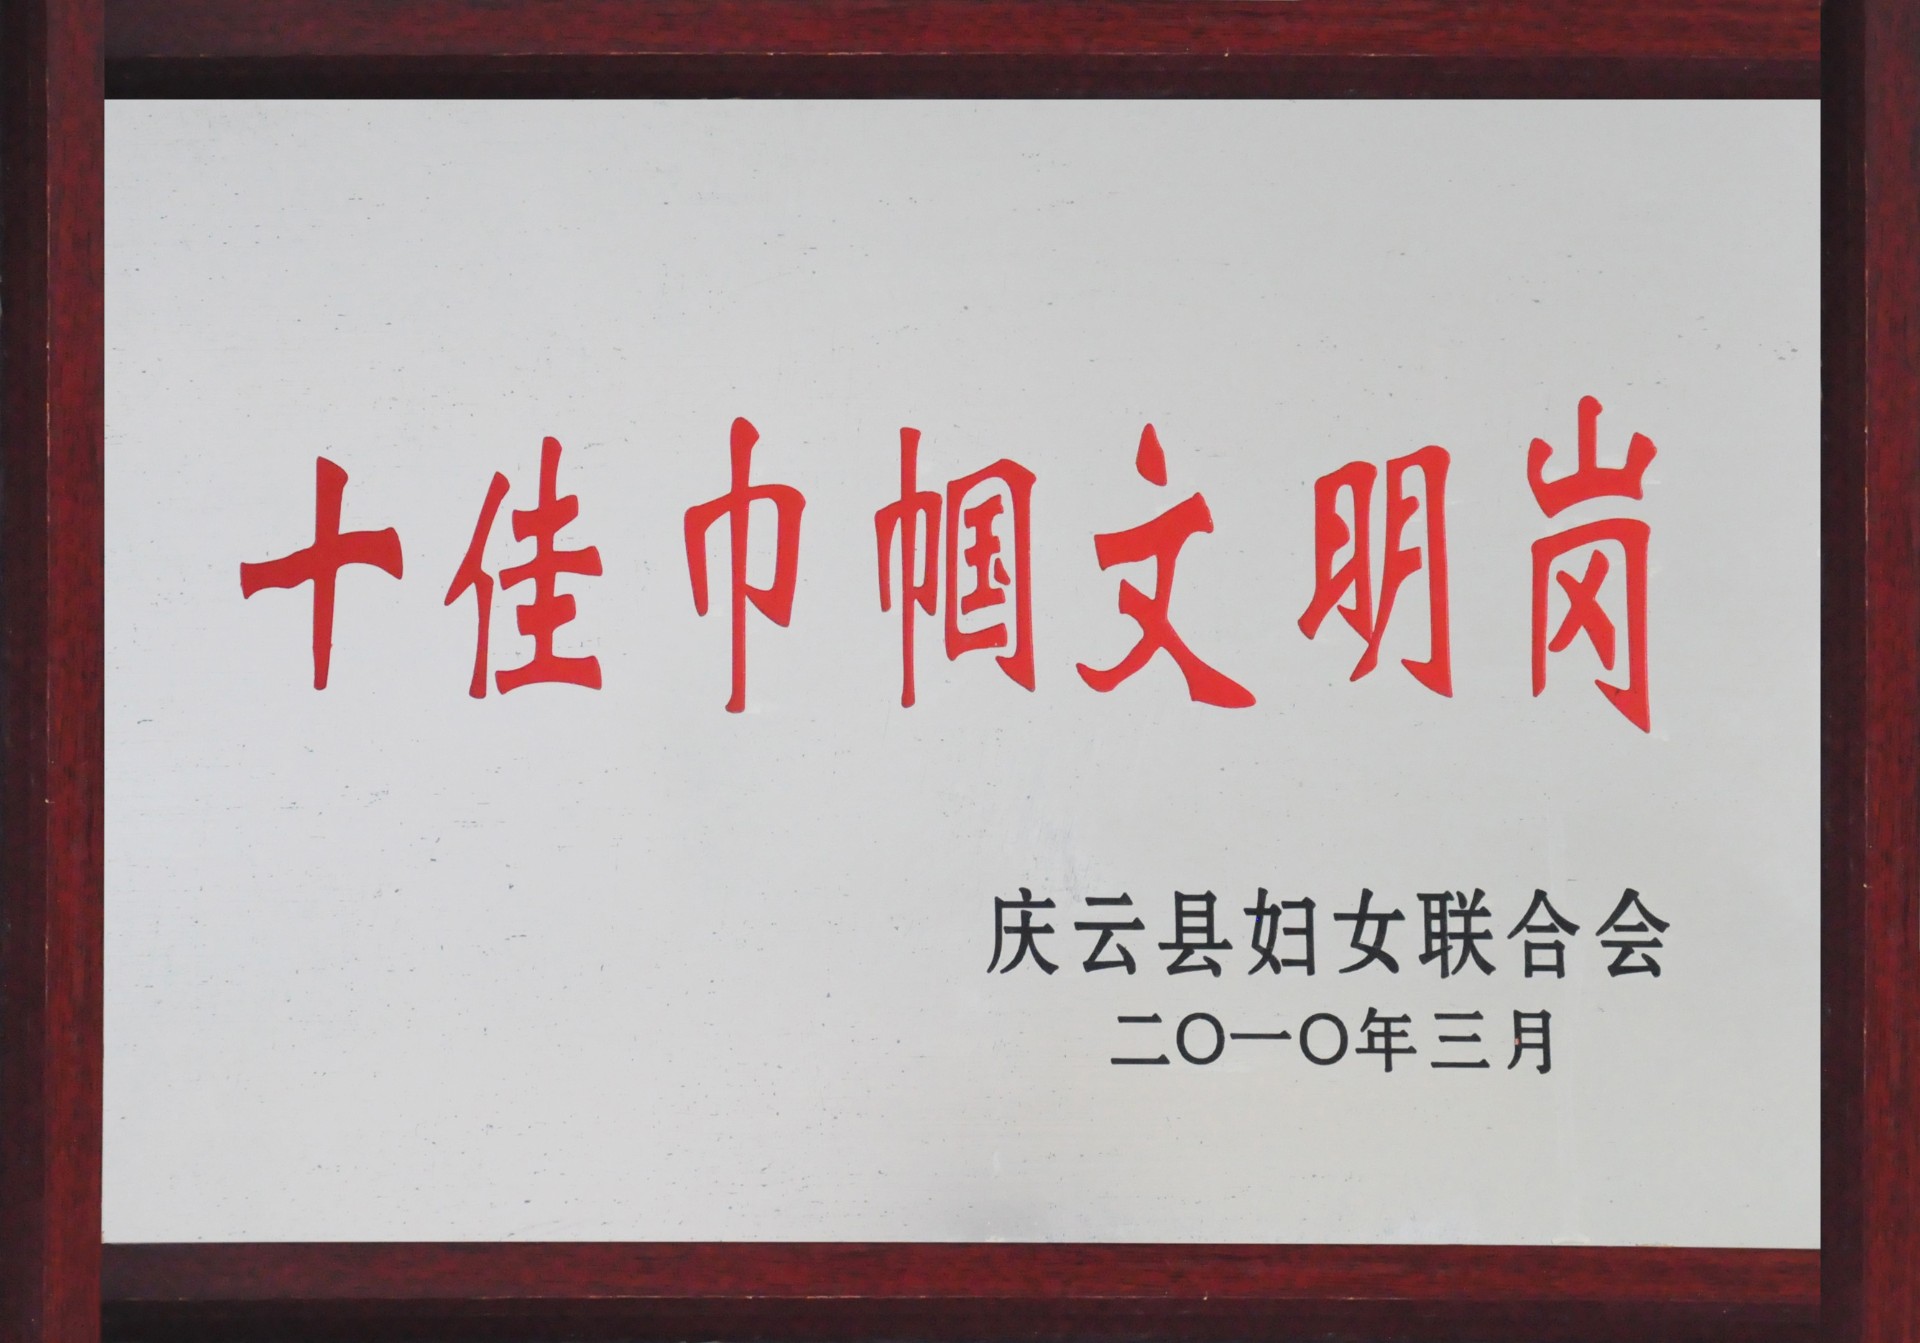 十佳巾帼文明岗
庆云县妇女联合会
二〇一〇年三月